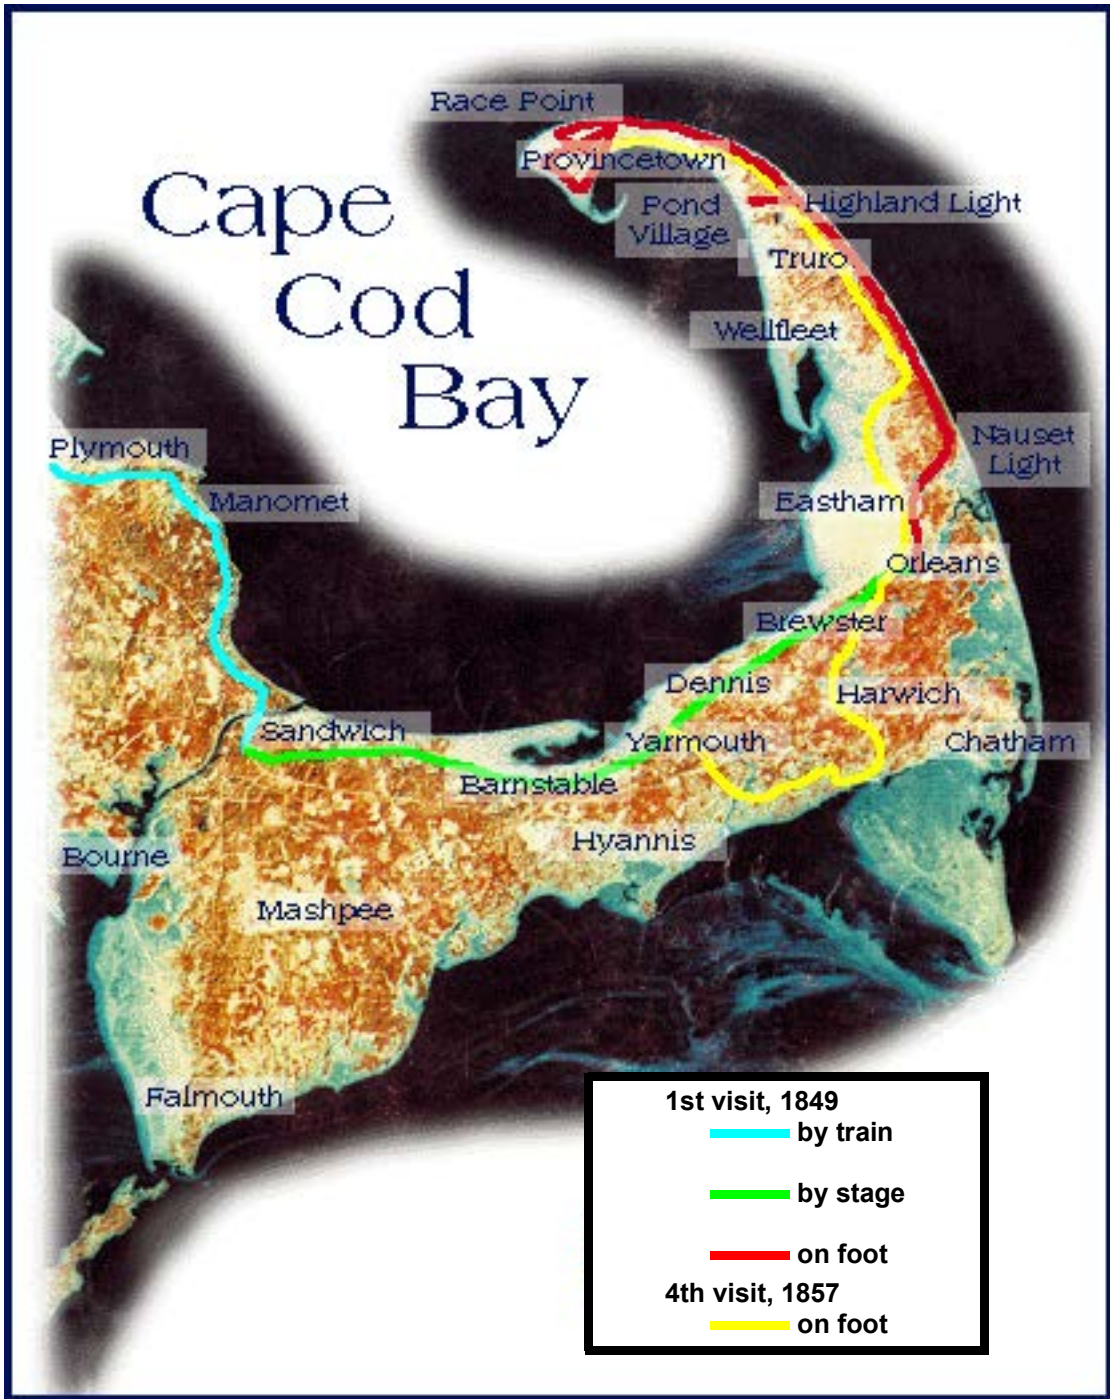 Race Point
Provincetown
Cape
Cod
Bay
Pond
Village
Highland Light
Truro
Wellfleet
Nauset
Light
Plymouth
Manomet
Eastham
Orleans
Brewster
Dennis
Harwich
Sandwich
Yarmouth
Chatham
Barnstable
Hyannis
Bourne
Mashpee
Falmouth
1st visit, 1849
by train
by stage
on foot
4th visit, 1857
on foot